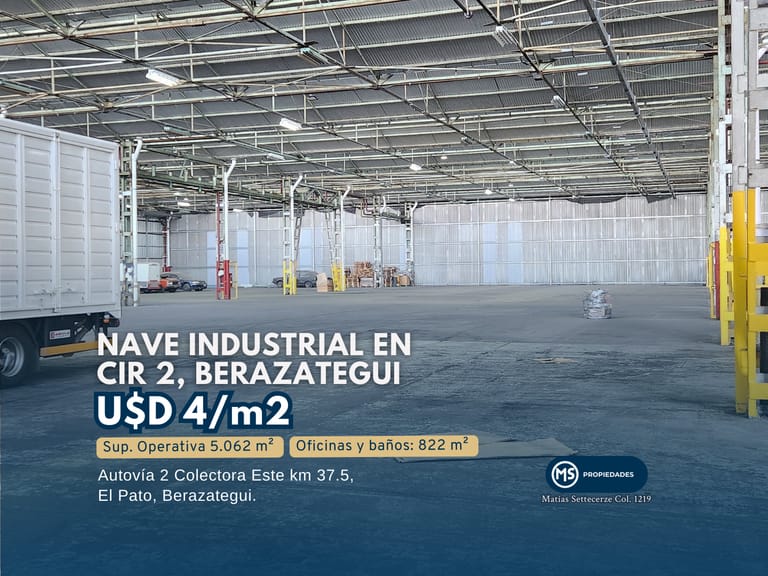 NAVE INDUSTRIAL EN
CIR 2, BERAZATEGUI
U$D 4/m2
Sup. Operativa 5.062 m²
Oficinas y baños: 822 m²
Autovía 2 Colectora Este km 37.5,
El Pato, Berazategui.
MS PROPIEDADES
Matías Settecerze Col. 1219